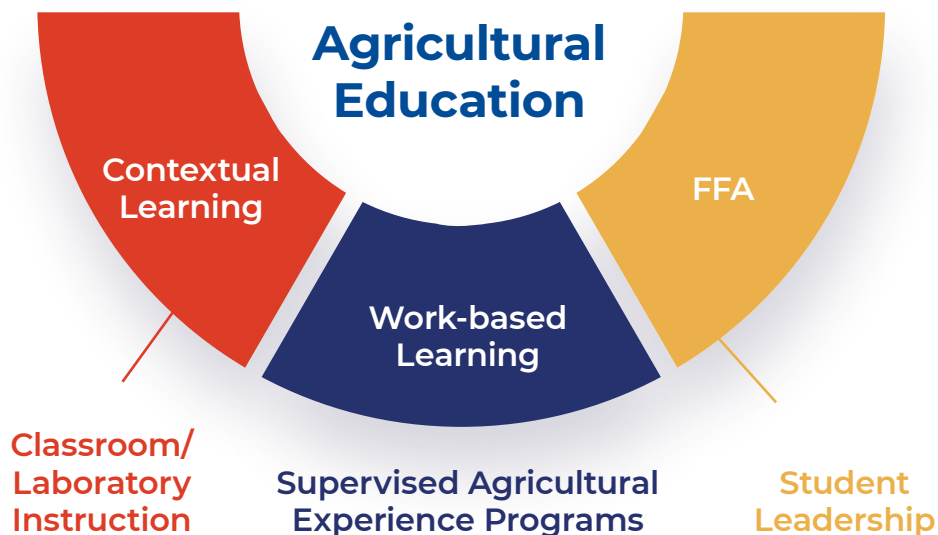 Agricultural
Education
Contextual
Learning
Work-based
Learning
FFA
Classroom/
Laboratory
Instruction
Supervised Agricultural
Experience Programs
Student
Leadership